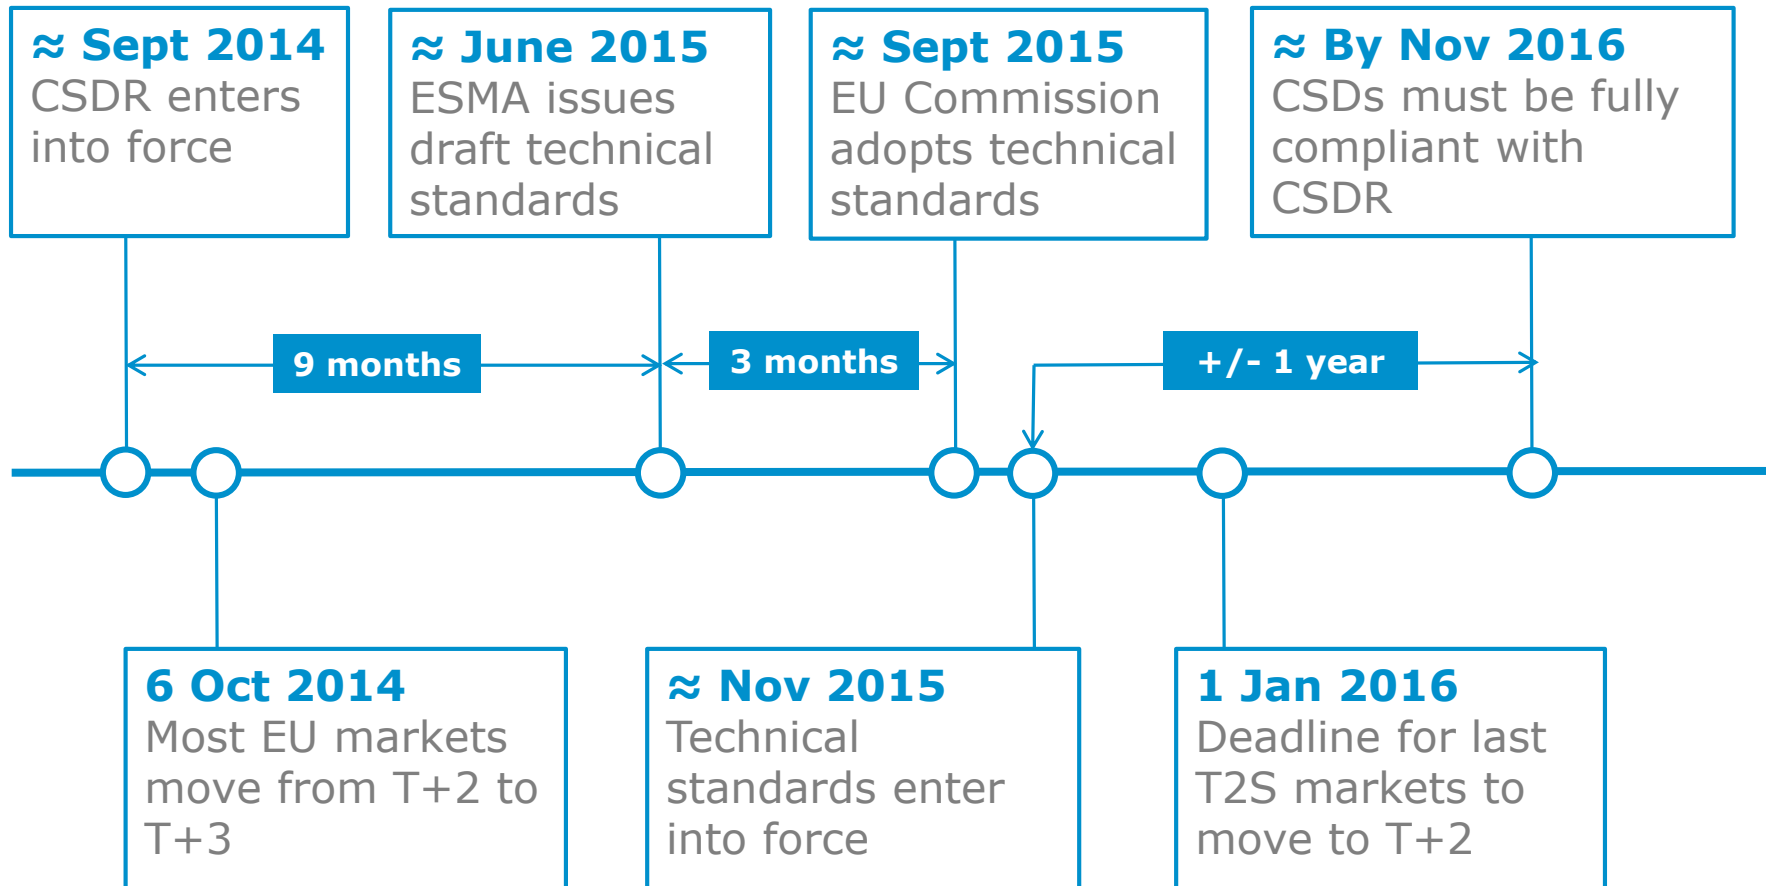 ≈ Sept 2014
CSDR enters
into force
≈ June 2015
ESMA issues
draft technical
standards
≈ Sept 2015
EU Commission
adopts technical
standards
≈ By Nov 2016
CSDs must be fully
compliant with
CSDR
9 months
3 months
+/- 1 year
6 Oct 2014
Most EU markets
move from T+2 to
T+3
≈ Nov 2015
Technical
standards enter
into force
1 Jan 2016
Deadline for last
T2S markets to
move to T+2